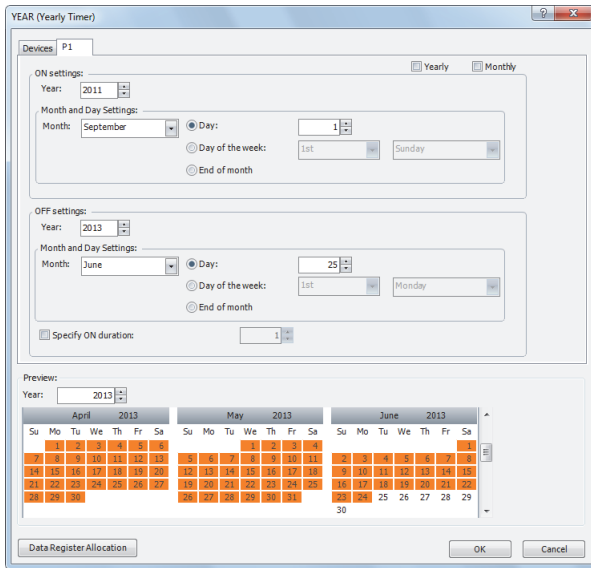 YEAR (Yearly Timer)
Devices P1
Yearly Monthly
ON settings:
Year: 2011
Month and Day Settings:
Month: September Day: 1
Day of the week: 1st Sunday
End of month
OFF settings:
Year: 2013
Month and Day Settings:
Month: June Day: 25
Day of the week: 1st Monday
End of month
Specify ON duration: 1
Preview:
Year: 2013
April 2013 May 2013 June 2013
Su Mo Tu We Th Fr Sa Su Mo Tu We Th Fr Sa Su Mo Tu We Th Fr Sa
1 2 3 4 5 6 1 2 3 4 1
7 8 9 10 11 12 13 5 6 7 8 9 10 11 2 3 4 5 6 7 8
14 15 16 17 18 19 20 12 13 14 15 16 17 18 9 10 11 12 13 14 15
21 22 23 24 25 26 27 19 20 21 22 23 24 25 16 17 18 19 20 21 22
28 29 30 26 27 28 29 30 31 23 24 25 26 27 28 29
30
Data Register Allocation OK Cancel